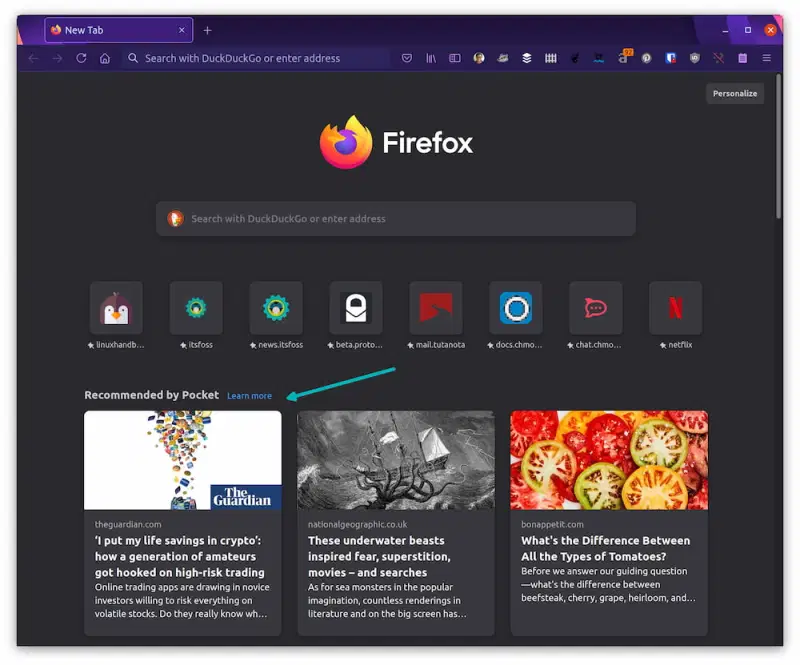 New Tab
Search with DuckDuckGo or enter address
Personalize
Firefox
Search with DuckDuckGo or enter address
linuxhandb...
itsfoss
news.itsfoss
beta.proto...
mail.tutanota
docs.chmo...
chat.chmo...
netflix
Recommended by Pocket Learn more
The
Guardian
theguardian.com
‘I put my life savings in crypto’:
how a generation of amateurs
got hooked on high-risk trading
Online trading apps are drawing in novice
investors willing to risk everything on
volatile stocks. Do they really know wh...
nationalgeographic.co.uk
These underwater beasts
inspired fear, superstition,
movies – and searches
As for sea monsters in the popular
imagination, countless renderings in
literature and on the big screen has...
bonappetit.com
What's the Difference Between
All the Types of Tomatoes?
Before we answer our guiding question
—what's the difference between
beefsteak, cherry, grape, heirloom, and...